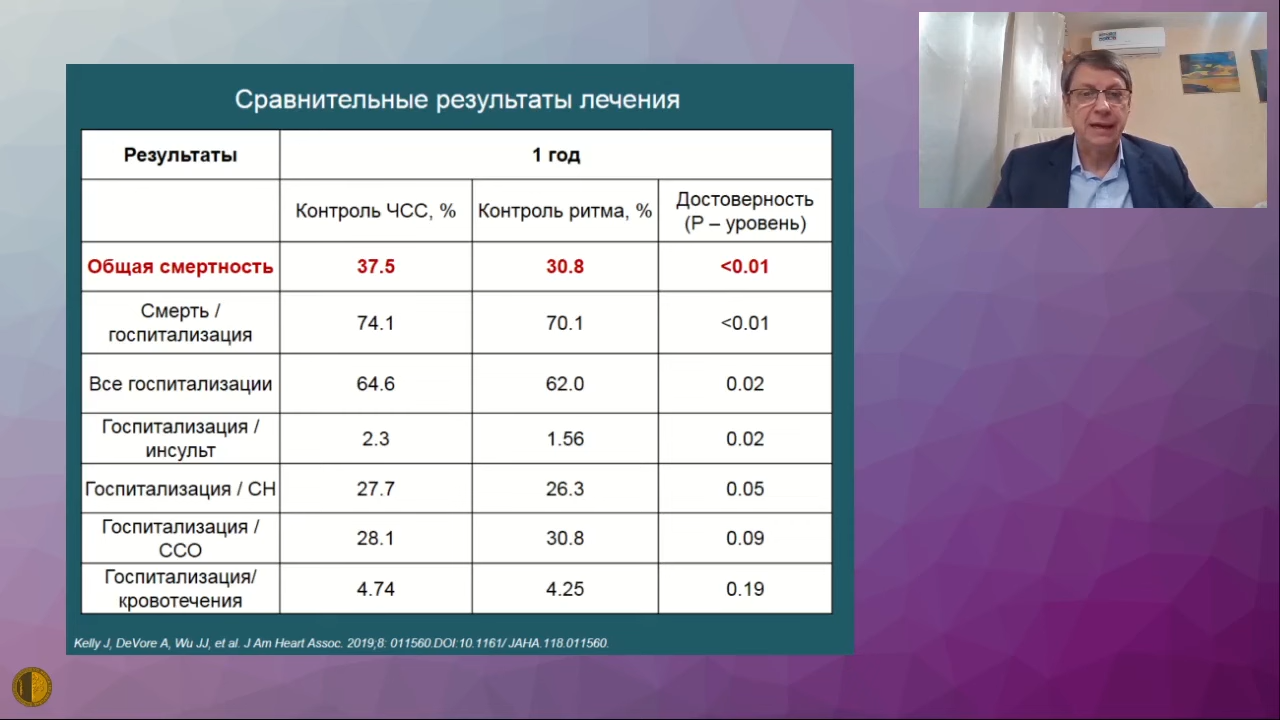 Сравнительные результаты лечения
Результаты
1 год
Контроль ЧСС, %
Контроль ритма, %
Достоверность
(P – уровень)
Общая смертность
37.5
30.8
<0.01
Смерть /
госпитализация
74.1
70.1
<0.01
Все госпитализации
64.6
62.0
0.02
Госпитализация /
инсульт
2.3
1.56
0.02
Госпитализация / СН
27.7
26.3
0.05
Госпитализация /
ССО
28.1
30.8
0.09
Госпитализация/
кровотечения
4.74
4.25
0.19
Kelly J, DeVore A, Wu JJ, et al. J Am Heart Assoc. 2019;8: 011560.DOI:10.1161/ JAHA.118.011560.